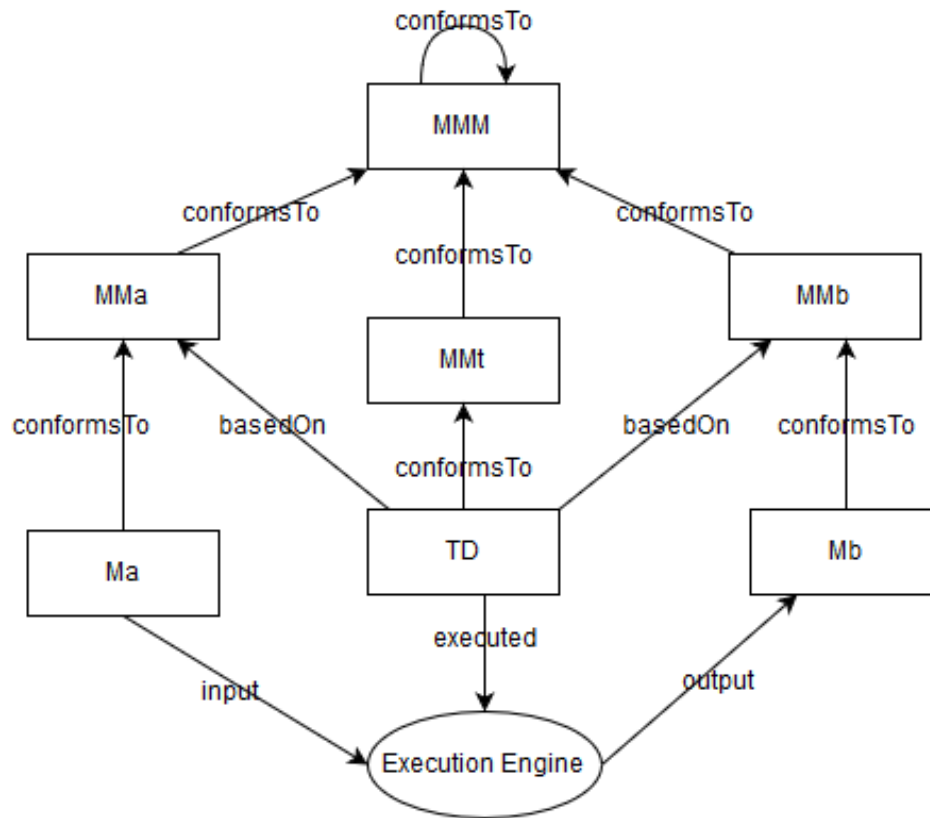 conformsTo
MMM
conformsTo
conformsTo
conformsTo
MMa
MMb
MMt
conformsTo
basedOn
basedOn
conformsTo
conformsTo
Ma
TD
Mb
executed
input
output
Execution Engine